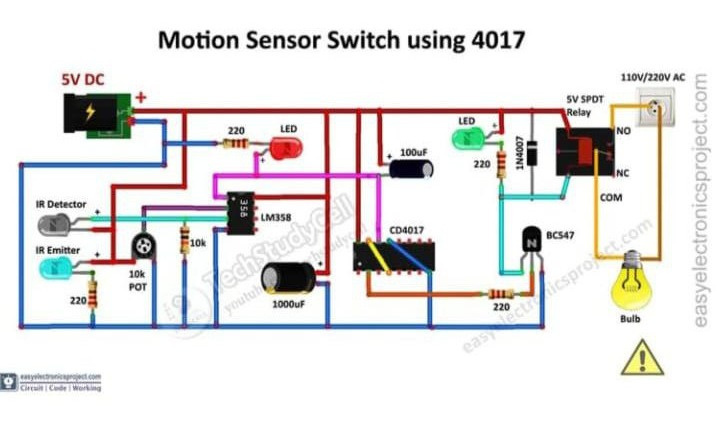 Motion Sensor Switch using 4017
5V DC
+
110V/220V AC
5V SPDT
Relay
NO
NC
COM
220
LED
+
100uF
+
LED
+
220
1N4007
IR Detector
+
358
LM358
IR Emitter
+
10k
10k
POT
220
1000uF
CD4017
N
BC547
220
Bulb
TechStudyCell
easyelectronicsproject.com
easyelectronicsproject.com
easyelectronicsproject.com
Circuit | Code | Working